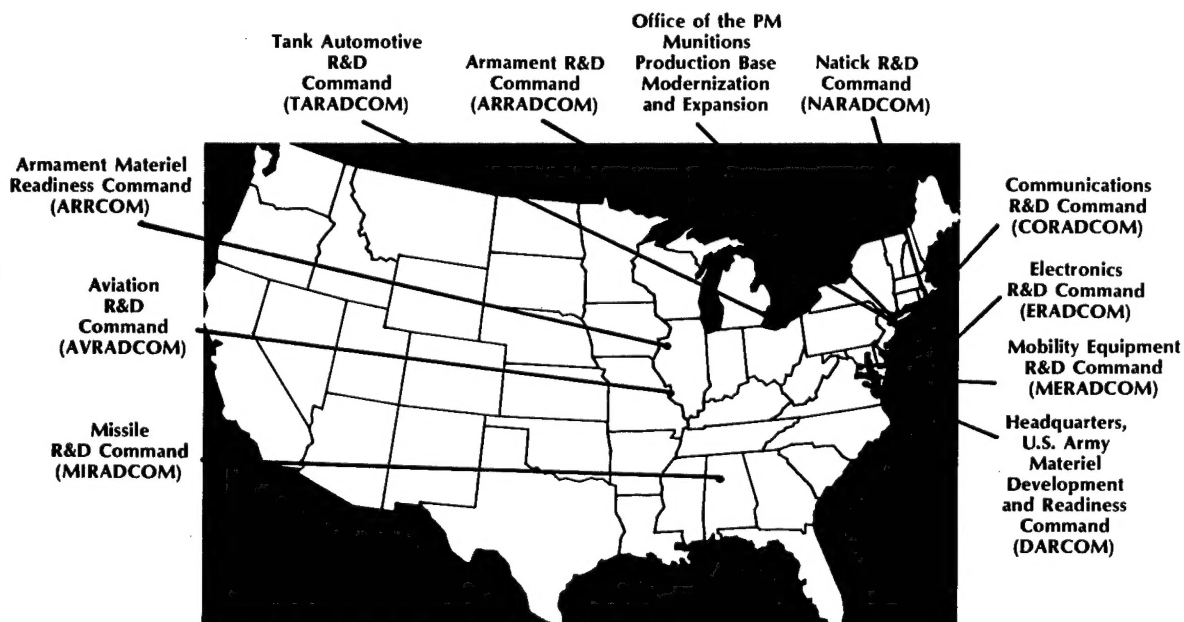 Tank Automotive
R&D
Command
(TARADCOM)
Armament R&D
Command
(ARRADCOM)
Office of the PM
Munitions
Production Base
Modernization
and Expansion
Natick R&D
Command
(NARADCOM)
Armament Materiel
Readiness Command
(ARRCOM)
Aviation
R&D
Command
(AVRADCOM)
Missile
R&D Command
(MIRADCOM)
Communications
R&D Command
(CORADCOM)
Electronics
R&D Command
(ERADCOM)
Mobility Equipment
R&D Command
(MERADCOM)
Headquarters,
U.S. Army
Materiel
Development
and Readiness
Command
(DARCOM)